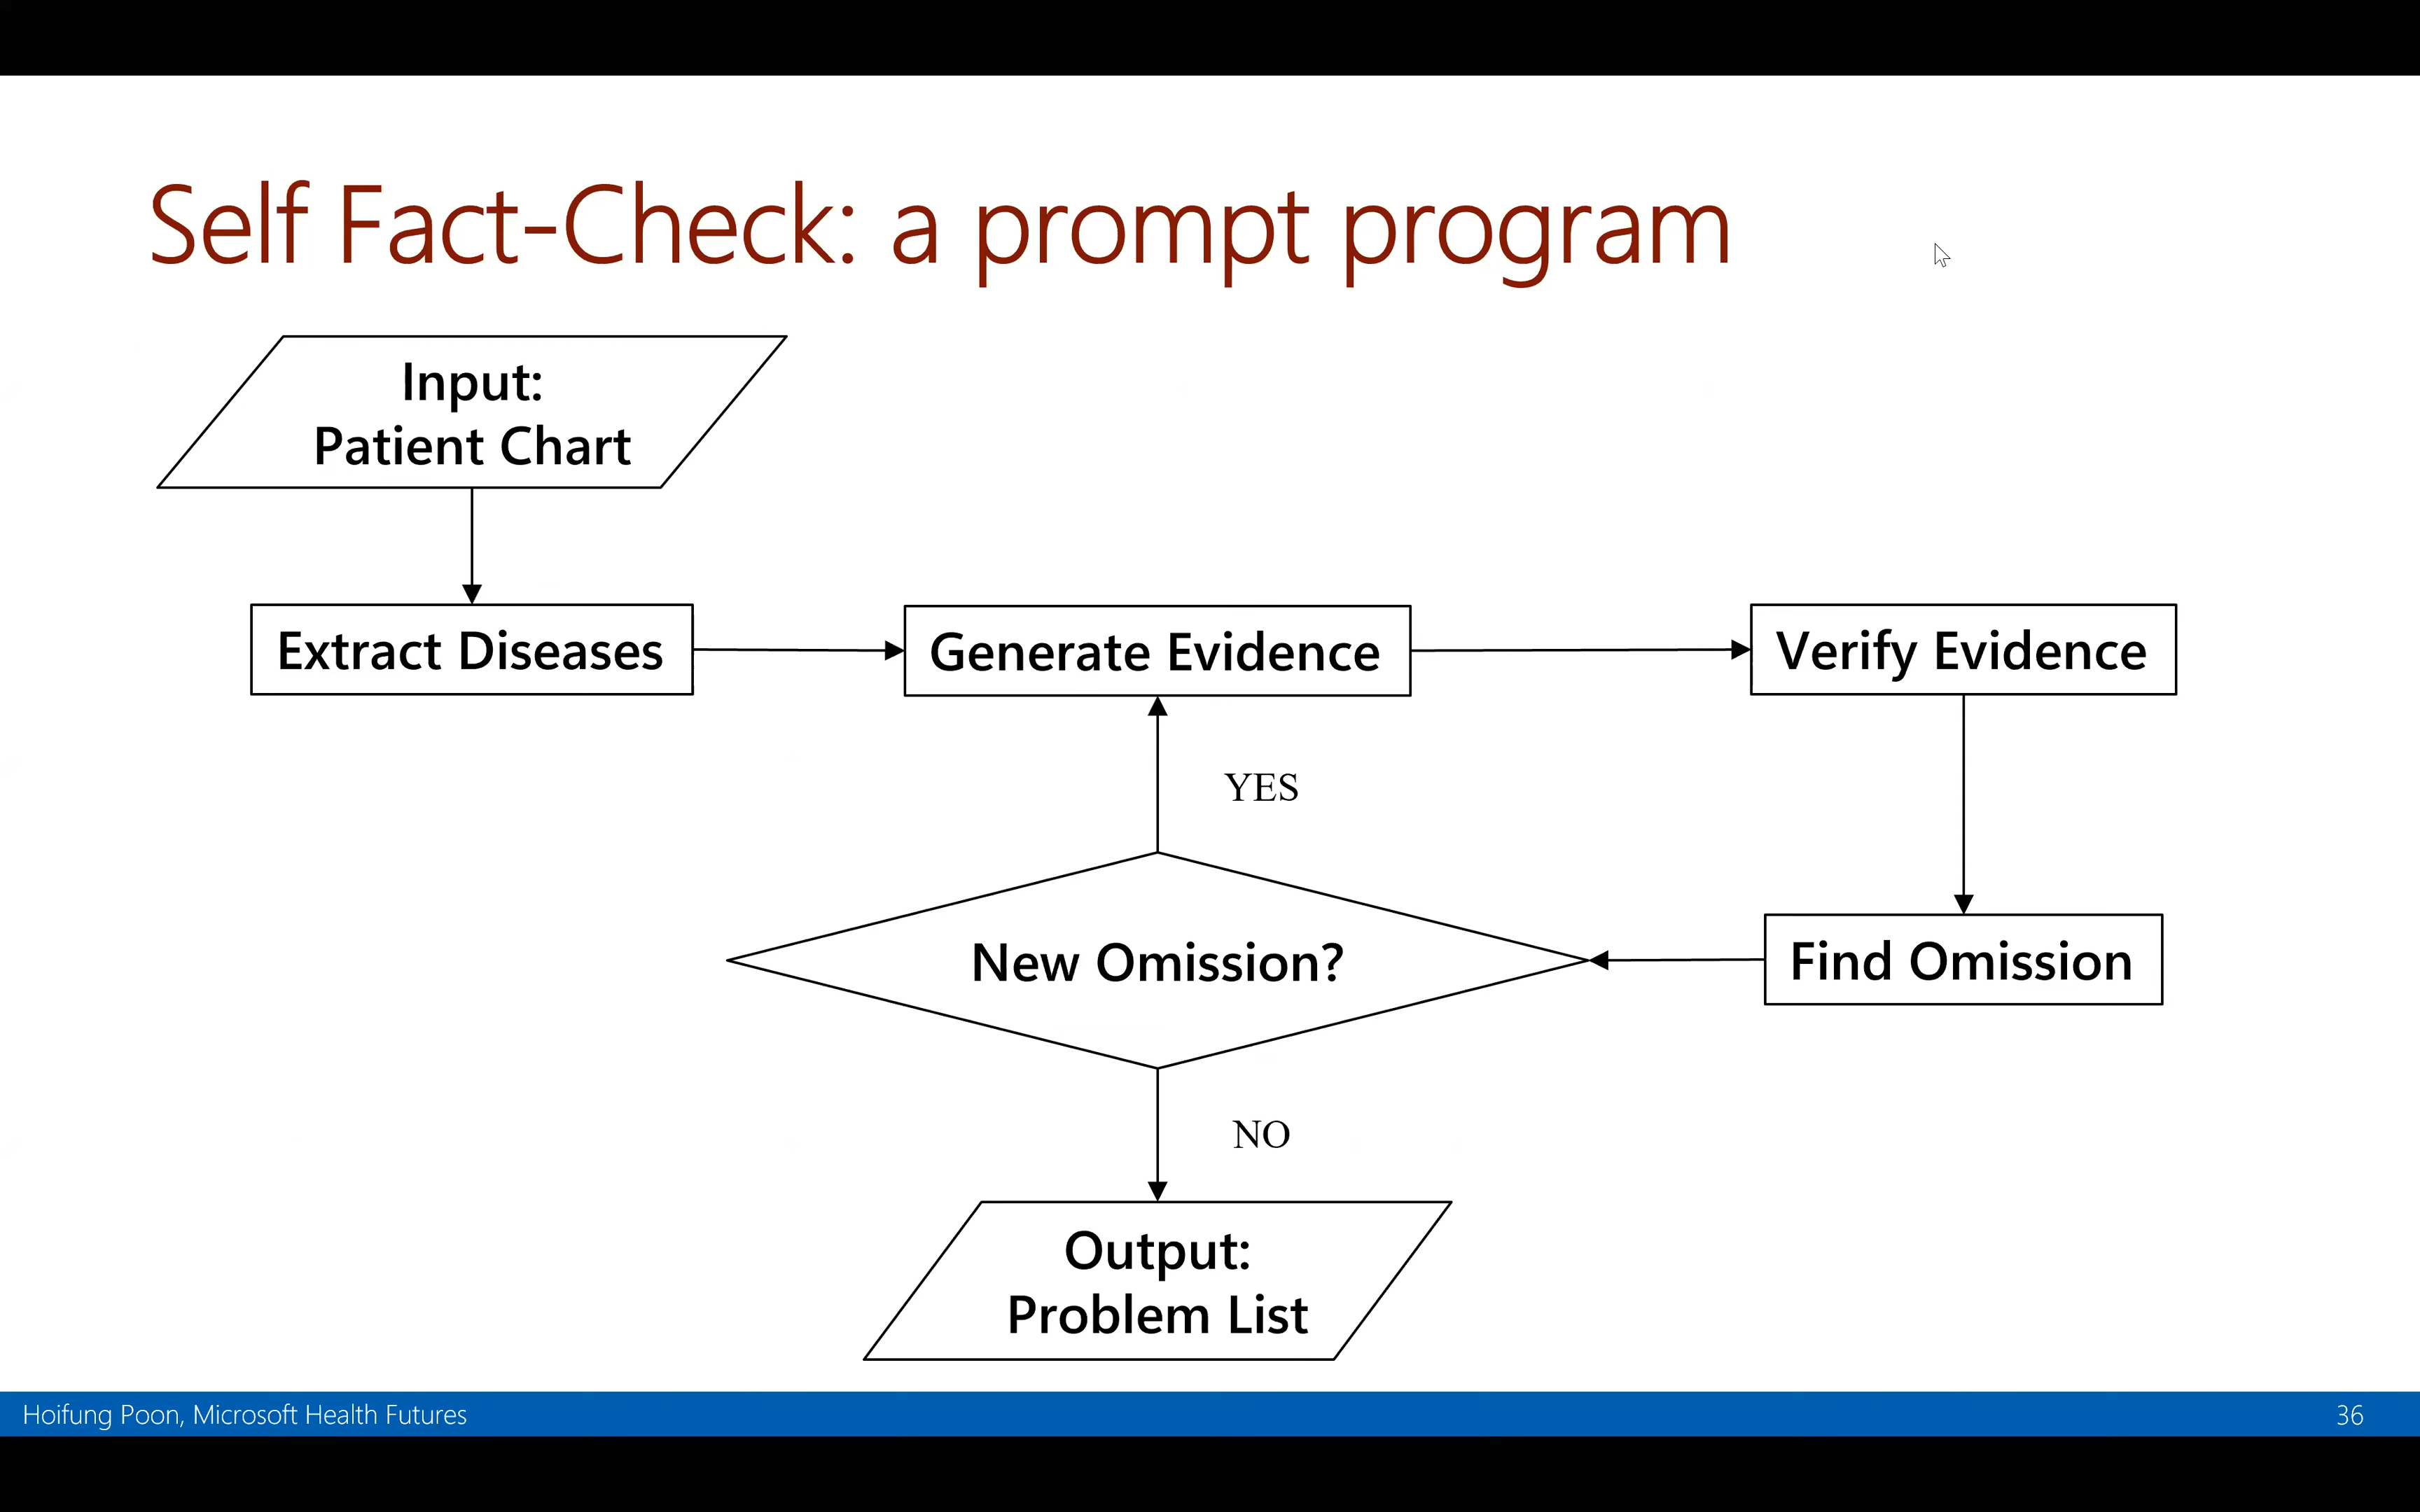 Self Fact-Check: a prompt program
Input:
Patient Chart
Extract Diseases
Generate Evidence
Verify Evidence
YES
New Omission?
Find Omission
NO
Output:
Problem List
Hoifung Poon, Microsoft Health Futures
36